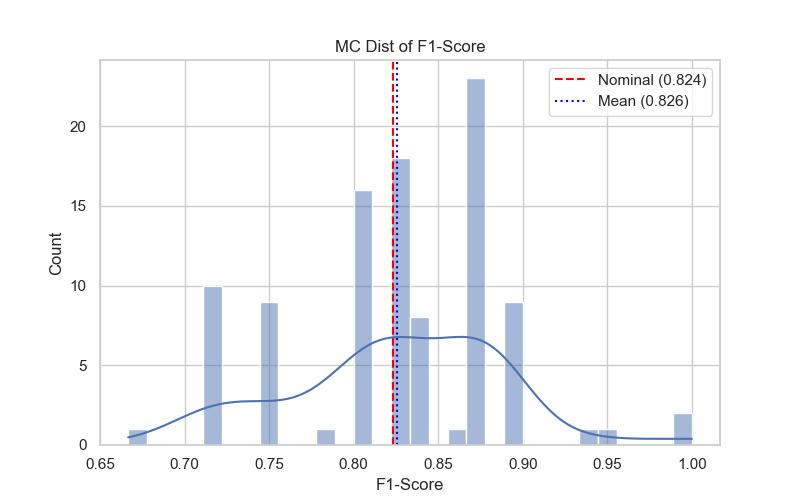 MC Dist of F1-Score
Nominal (0.824)
Mean (0.826)
Count
20
15
10
5
0
0.65 0.70 0.75 0.80 0.85 0.90 0.95 1.00
F1-Score